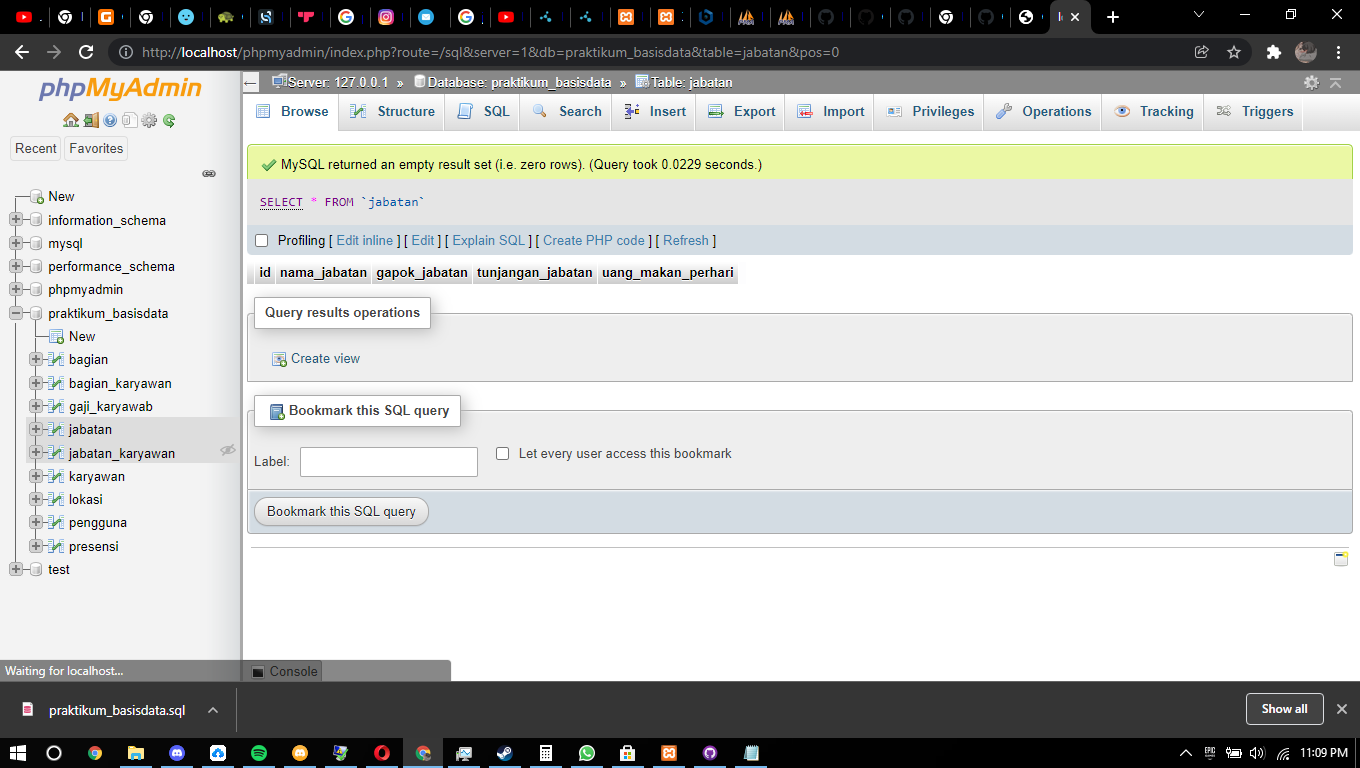 http://localhost/phpmyadmin/index.php?route=/sql&server=1&db=praktikum_basisdata&table=jabatan&pos=0
phpMyAdmin
Recent
Favorites
New
information_schema
mysql
performance_schema
phpmyadmin
praktikum_basisdata
New
bagian
bagian_karyawan
gaji_karyawab
jabatan
jabatan_karyawan
karyawan
lokasi
pengguna
presensi
test
Waiting for localhost...
Server: 127.0.0.1 » Database: praktikum_basisdata » Table: jabatan
Browse Structure SQL Search Insert Export Import Privileges Operations Tracking Triggers
MySQL returned an empty result set (i.e. zero rows). (Query took 0.0229 seconds.)
SELECT * FROM `jabatan`
Profiling [ Edit inline ] [ Edit ] [ Explain SQL ] [ Create PHP code ] [ Refresh ]
id nama_jabatan gapok_jabatan tunjangan_jabatan uang_makan_perhari
Query results operations
Create view
Bookmark this SQL query
Label:
Let every user access this bookmark
Bookmark this SQL query
Console
praktikum_basisdata.sql
Show all
11:09 PM